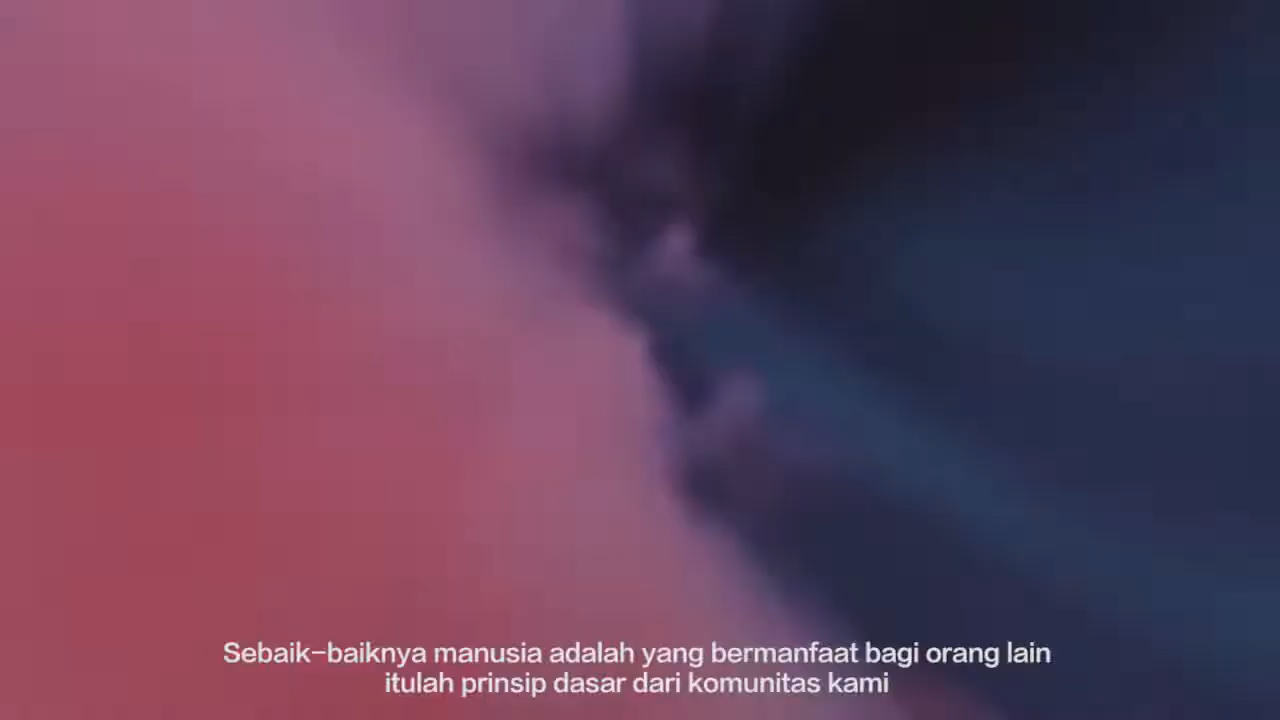 Sebaik-baiknya manusia adalah yang bermanfaat bagi orang lain
itulah prinsip dasar dari komunitas kami